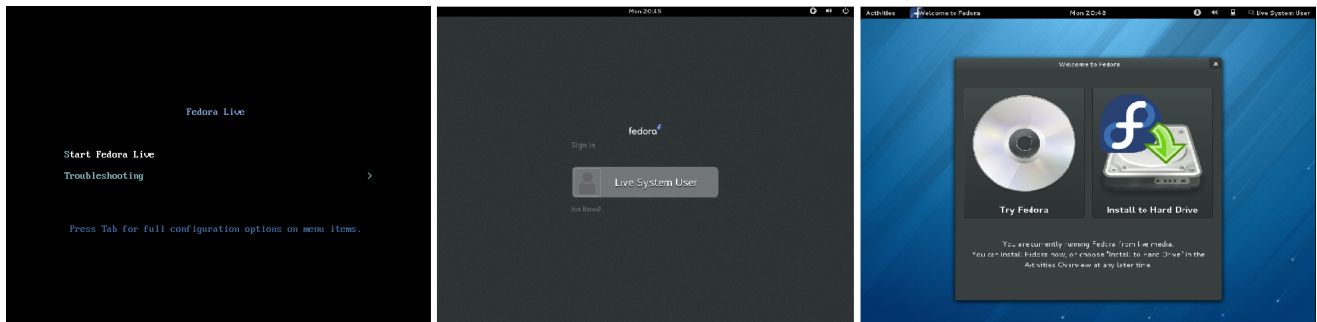 Fedora Live
Start Fedora Live
Troubleshooting >
Press Tab for full configuration options on menu items.
Mon 20:45
fedora
Sign In
Live System User
Not listed?
Activities Welcome to Fedora Mon 20:48 Live System User
Welcome to Fedora
Try Fedora Install to Hard Drive
You are currently running Fedora from live media.
You can install Fedora now, or choose "Install to Hard Drive" in the
Activities Overview at any later time.